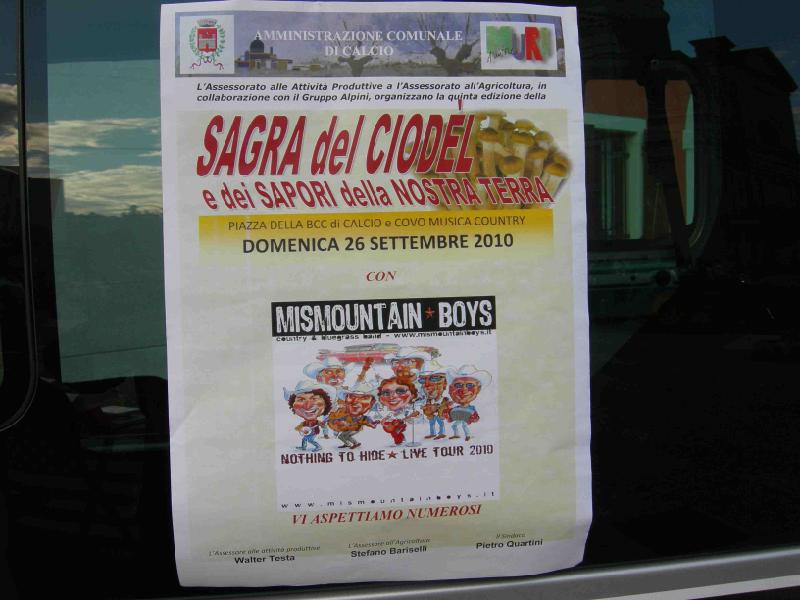 AMMINISTRAZIONE COMUNALE
DI CALCIO
MURI
L'Assessorato alle Attività Produttive a l'Assessorato all'Agricoltura, in
collaborazione con il Gruppo Alpini, organizzano la quinta edizione della
SAGRA del CIODÉL
e dei SAPORI della NOSTRA TERRA
PIAZZA DELLA BCC di CALCIO e COVO MUSICA COUNTRY
DOMENICA 26 SETTEMBRE 2010
CON
MISMOUNTAIN★BOYS
country & bluegrass band - www.mismountainboys.it
NOTHING TO HIDE★LIVE TOUR 2010
www.mismountainboys.it
VI ASPETTIAMO NUMEROSI
L'Assessore alle attività produttive L'Assessore all'Agricoltura Il Sindaco
Walter Testa Stefano Bariselli Pietro Quartini